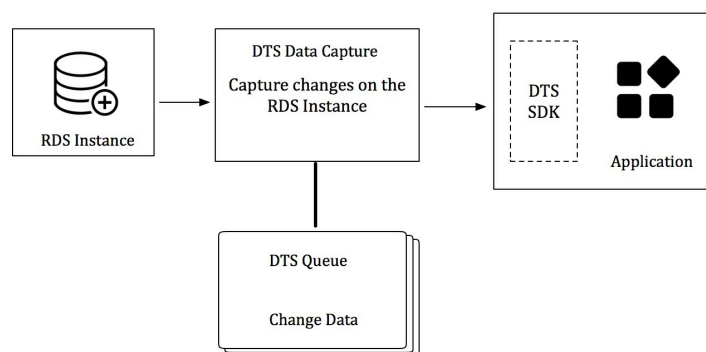 RDS Instance
DTS Data Capture
Capture changes on the
RDS Instance
DTS
SDK
Application
DTS Queue
Change Data